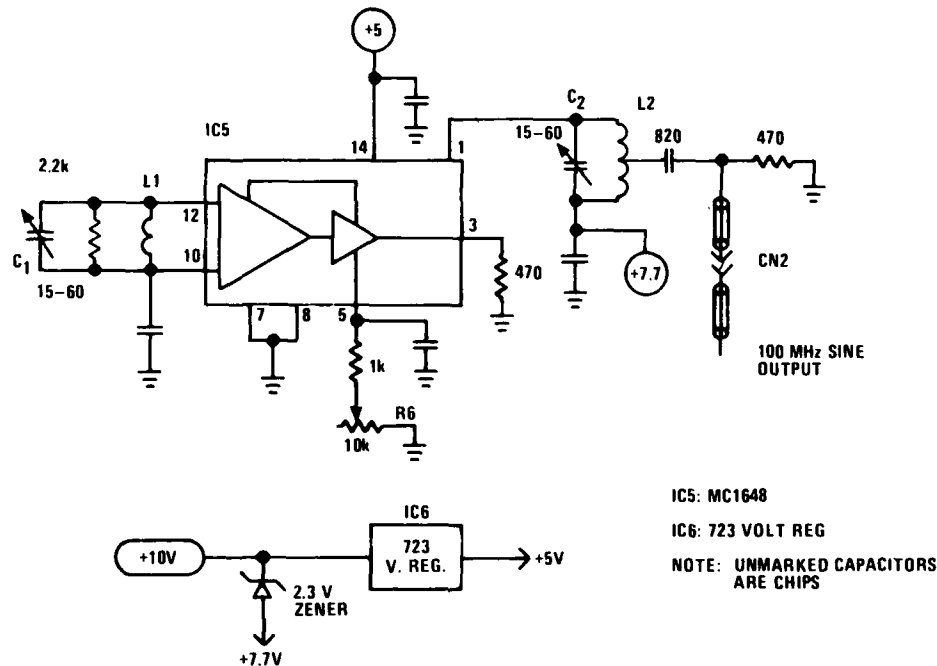 +5
IC5
14
1
C2
L2
15–60
820
470
2.2k
L1
12
10
3
C1
15–60
470
+7.7
CN2
7
8
5
1k
R6
10k
100 MHz SINE
OUTPUT
IC5: MC1648
IC6: 723 VOLT REG
NOTE: UNMARKED CAPACITORS
ARE CHIPS
IC6
+10V
723
V. REG.
+5V
2.3 V
ZENER
+7.7V